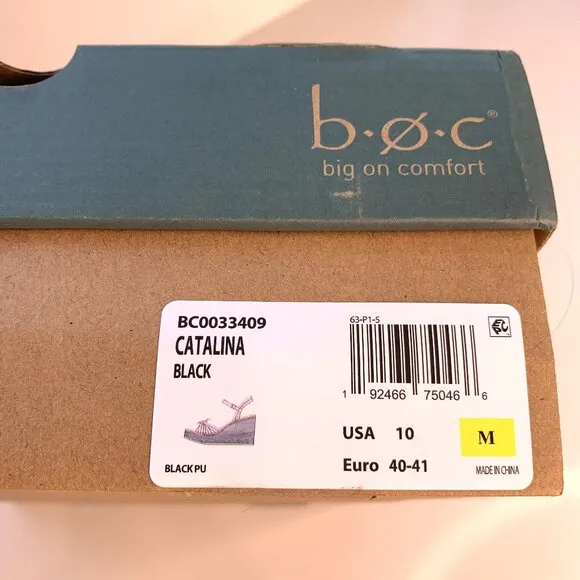 b·ø·c®
big on comfort
BC0033409
CATALINA
BLACK
63-P1-5
1 92466 75046 6
USA 10
M
Euro 40-41
BLACK PU
MADE IN CHINA